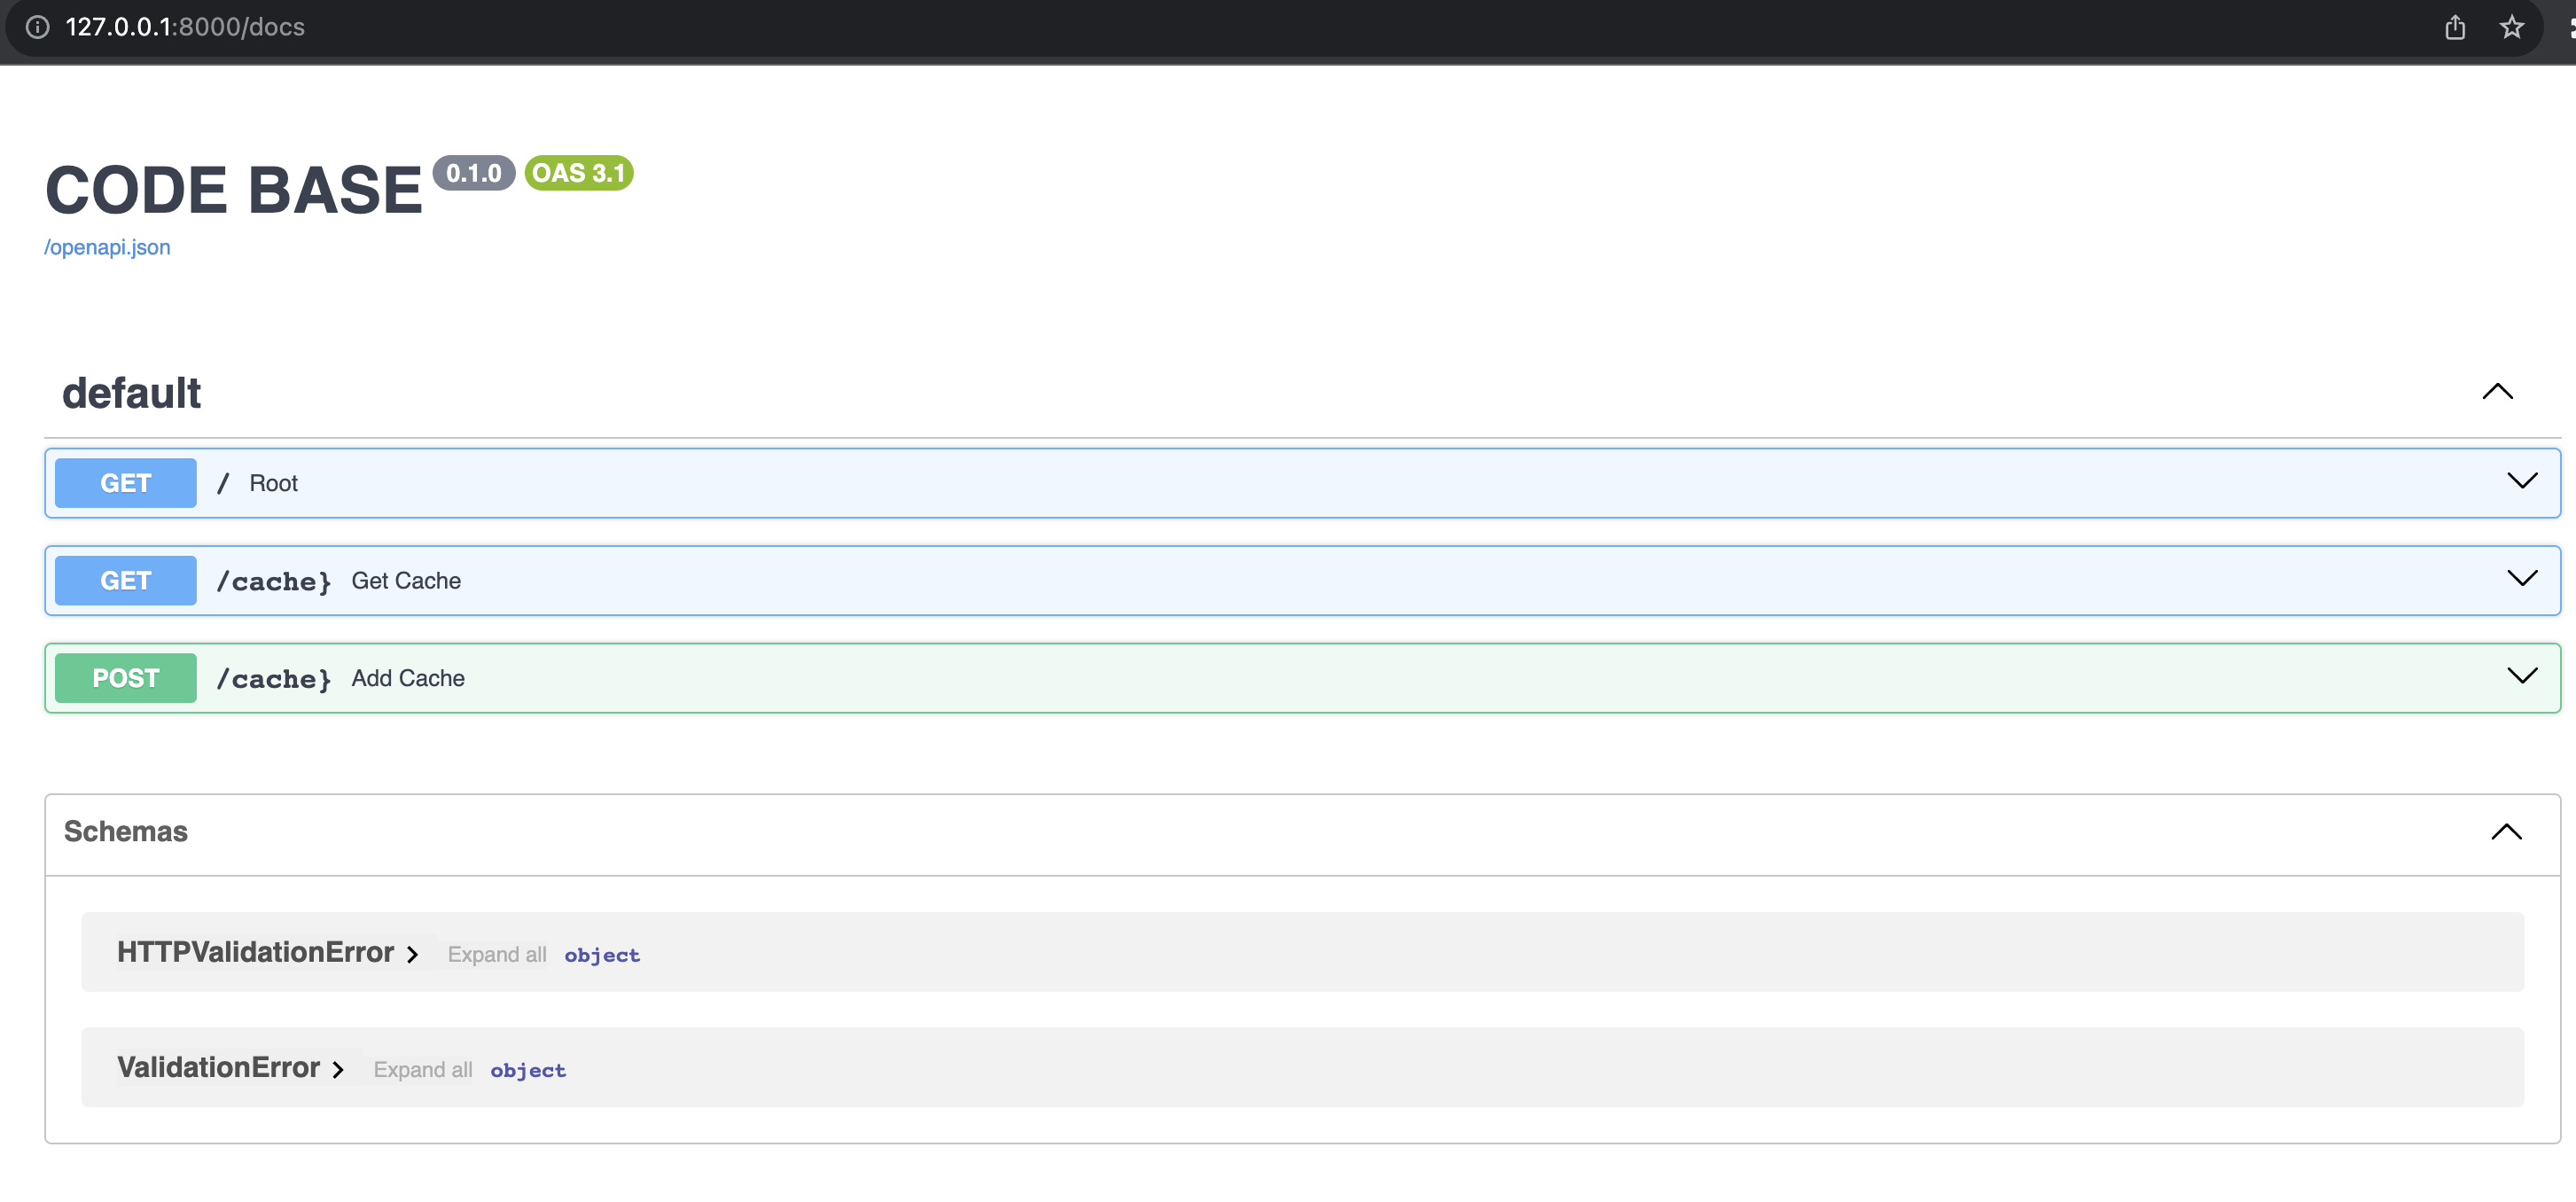 127.0.0.1:8000/docs
CODE BASE 0.1.0 OAS 3.1
/openapi.json
default
GET / Root
GET /cache} Get Cache
POST /cache} Add Cache
Schemas
HTTPValidationError Expand all object
ValidationError Expand all object